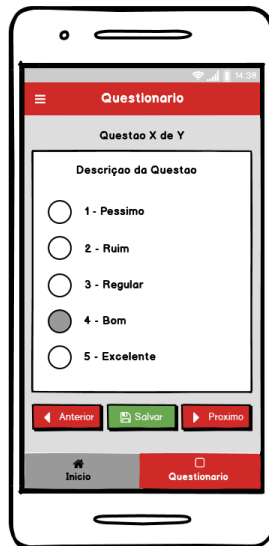 14:38
Questionario
Questao X de Y
Descriçao da Questao
1 - Pessimo
2 - Ruim
3 - Regular
4 - Bom
5 - Excelente
Anterior Salvar Proximo
Inicio Questionario